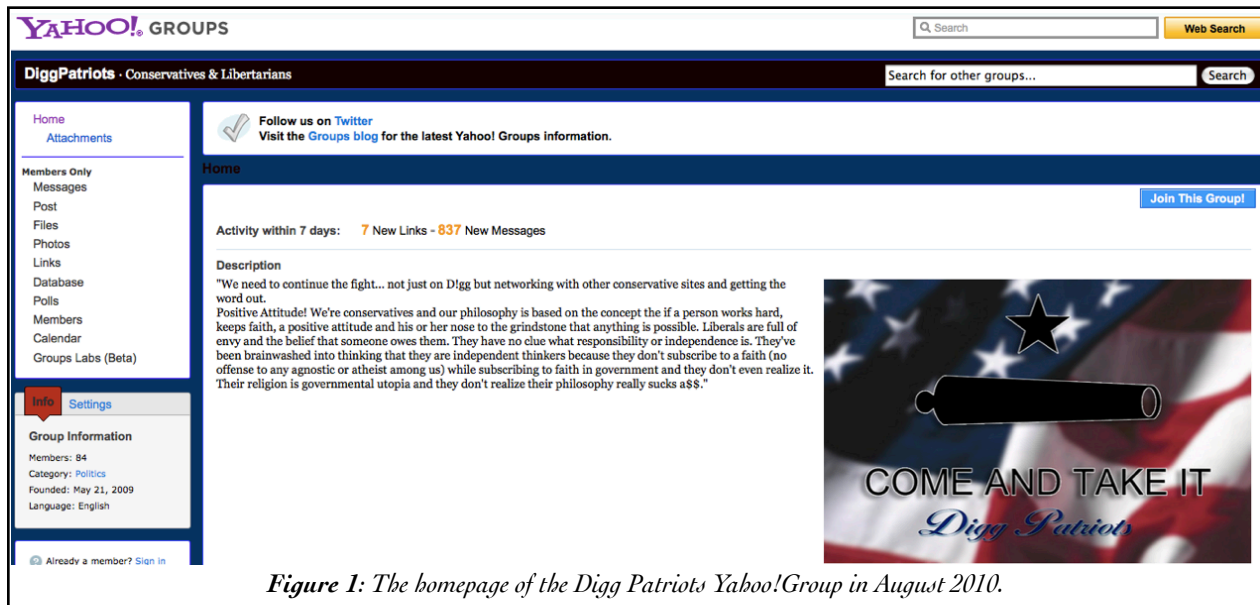 YAHOO! GROUPS
Search
Web Search
DiggPatriots · Conservatives & Libertarians
Search for other groups...
Search
Home
Attachments
Members Only
Messages
Post
Files
Photos
Links
Database
Polls
Members
Calendar
Groups Labs (Beta)
Info
Settings
Group Information
Members: 84
Category: Politics
Founded: May 21, 2009
Language: English
Already a member? Sign in
Follow us on Twitter
Visit the Groups blog for the latest Yahoo! Groups information.
Home
Join This Group!
Activity within 7 days: 7 New Links - 837 New Messages
Description
"We need to continue the fight... not just on D!gg but networking with other conservative sites and getting the
word out.
Positive Attitude! We're conservatives and our philosophy is based on the concept the if a person works hard,
keeps faith, a positive attitude and his or her nose to the grindstone that anything is possible. Liberals are full of
envy and the belief that someone owes them. They have no clue what responsibility or independence is. They've
been brainwashed into thinking that they are independent thinkers because they don't subscribe to a faith (no
offense to any agnostic or atheist among us) while subscribing to faith in government and they don't even realize it.
Their religion is governmental utopia and they don't realize their philosophy really sucks a$$."
COME AND TAKE IT
Digg Patriots
Figure 1: The homepage of the Digg Patriots Yahoo!Group in August 2010.